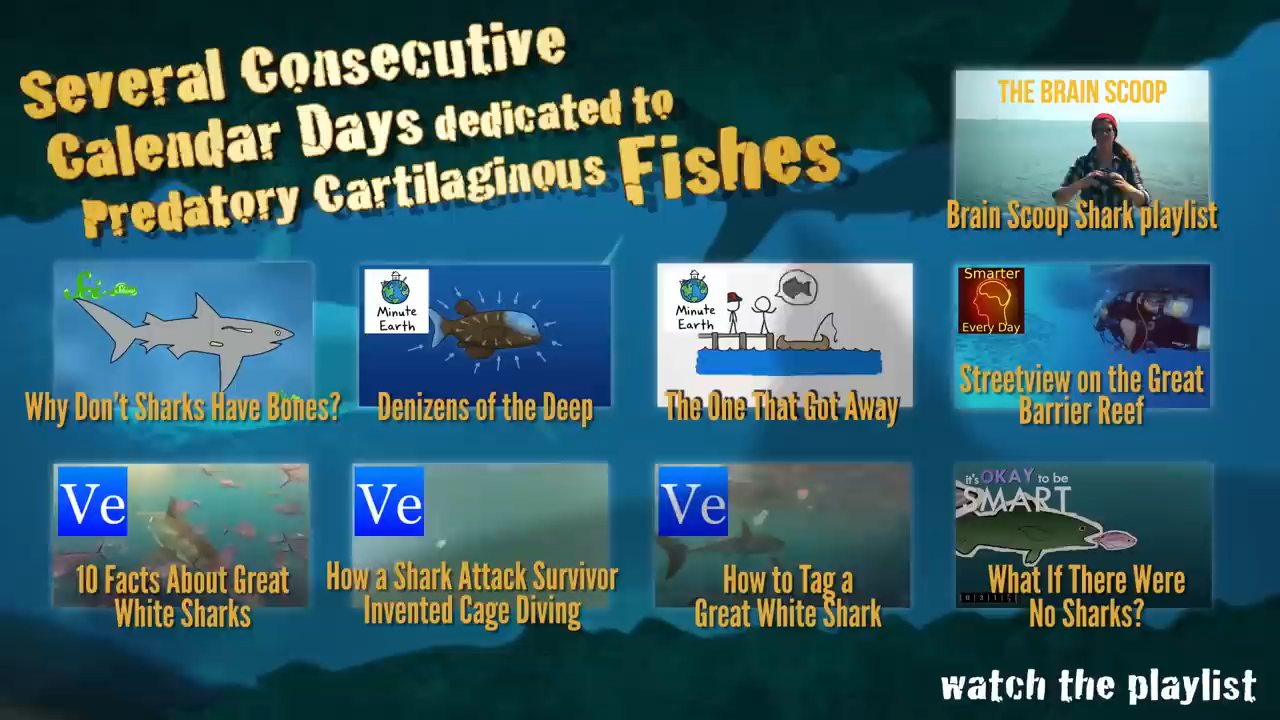 Several Consecutive
Calendar Days dedicated to
Predatory Cartilaginous Fishes
THE BRAIN SCOOP
Brain Scoop Shark playlist
Sci
Why Don't Sharks Have Bones?
Minute
Earth
Denizens of the Deep
Minute
Earth
The One That Got Away
Smarter
Every Day
Streetview on the Great
Barrier Reef
Ve
10 Facts About Great
White Sharks
Ve
How a Shark Attack Survivor
Invented Cage Diving
Ve
How to Tag a
Great White Shark
it's OKAY to be
SMART
What If There Were
No Sharks?
watch the playlist